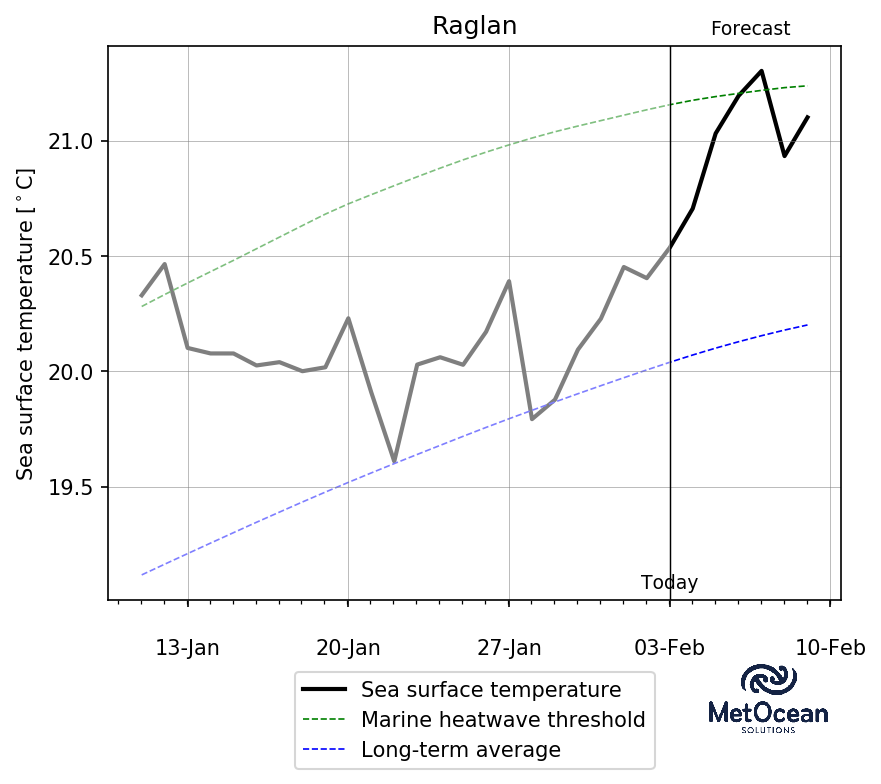 Raglan
Forecast
Sea surface temperature [°C]
21.0
20.5
20.0
19.5
Today
13-Jan 20-Jan 27-Jan 03-Feb 10-Feb
Sea surface temperature
Marine heatwave threshold
Long-term average
MetOcean
SOLUTIONS